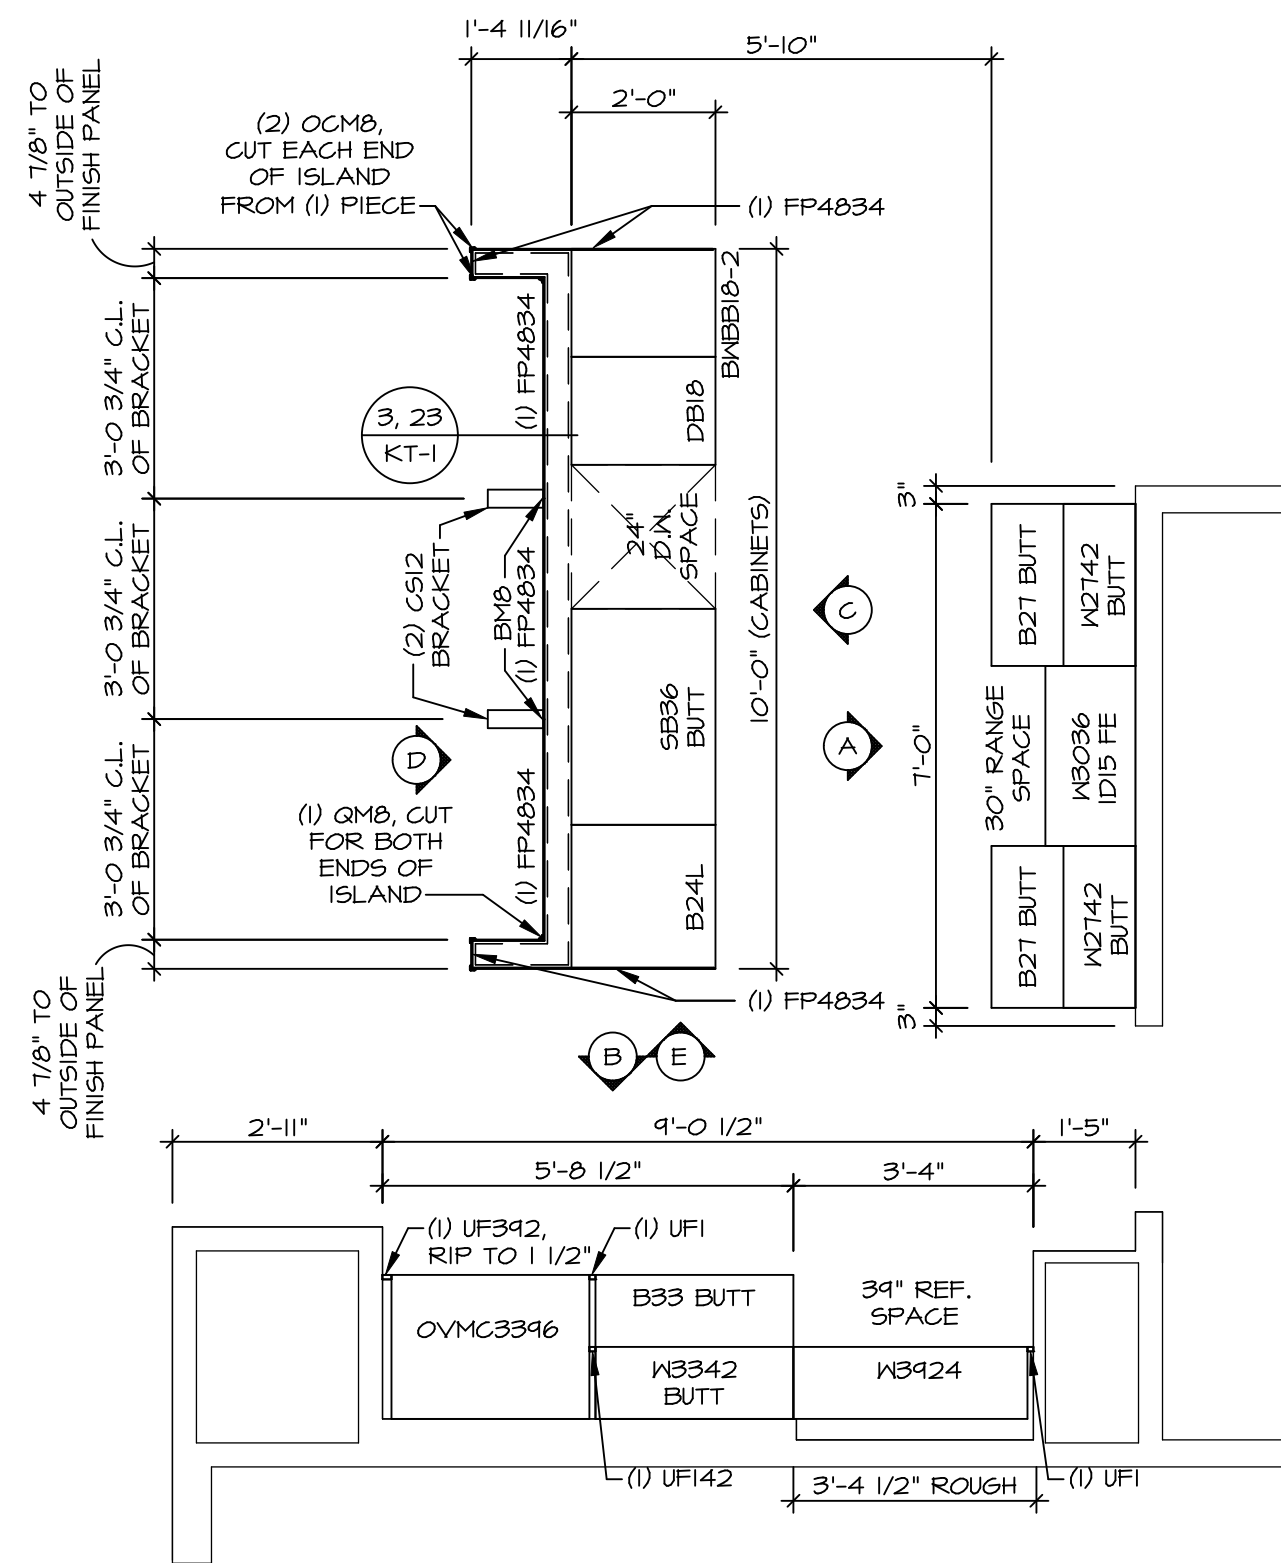 1'-4 11/16"
5'-10"
2'-0"
4 7/8" TO
OUTSIDE OF
FINISH PANEL
(2) OCM8,
CUT EACH END
OF ISLAND
FROM (1) PIECE
(1) FP4834
3'-0 3/4" C.L.
OF BRACKET
(1) FP4834
BWBB18-2
3, 23
KT-1
DB18
24"
D.W.
SPACE
3'-0 3/4" C.L.
OF BRACKET
(2) CS12
BRACKET
BM8
(1) FP4834
10'-0" (CABINETS)
SB36
BUTT
C
A
D
3"
B27 BUTT
W2742
BUTT
7'-0"
30" RANGE
SPACE
W3036
1D15 FE
B27 BUTT
W2742
BUTT
3"
3'-0 3/4" C.L.
OF BRACKET
(1) QM8, CUT
FOR BOTH
ENDS OF
ISLAND
(1) FP4834
B24L
(1) FP4834
4 7/8" TO
OUTSIDE OF
FINISH PANEL
B
E
2'-11"
9'-0 1/2"
1'-5"
5'-8 1/2"
3'-4"
(1) UF392,
RIP TO 1 1/2"
(1) UF1
B33 BUTT
39" REF.
SPACE
OVMC3396
W3342
BUTT
W3924
(1) UF142
3'-4 1/2" ROUGH
(1) UF1